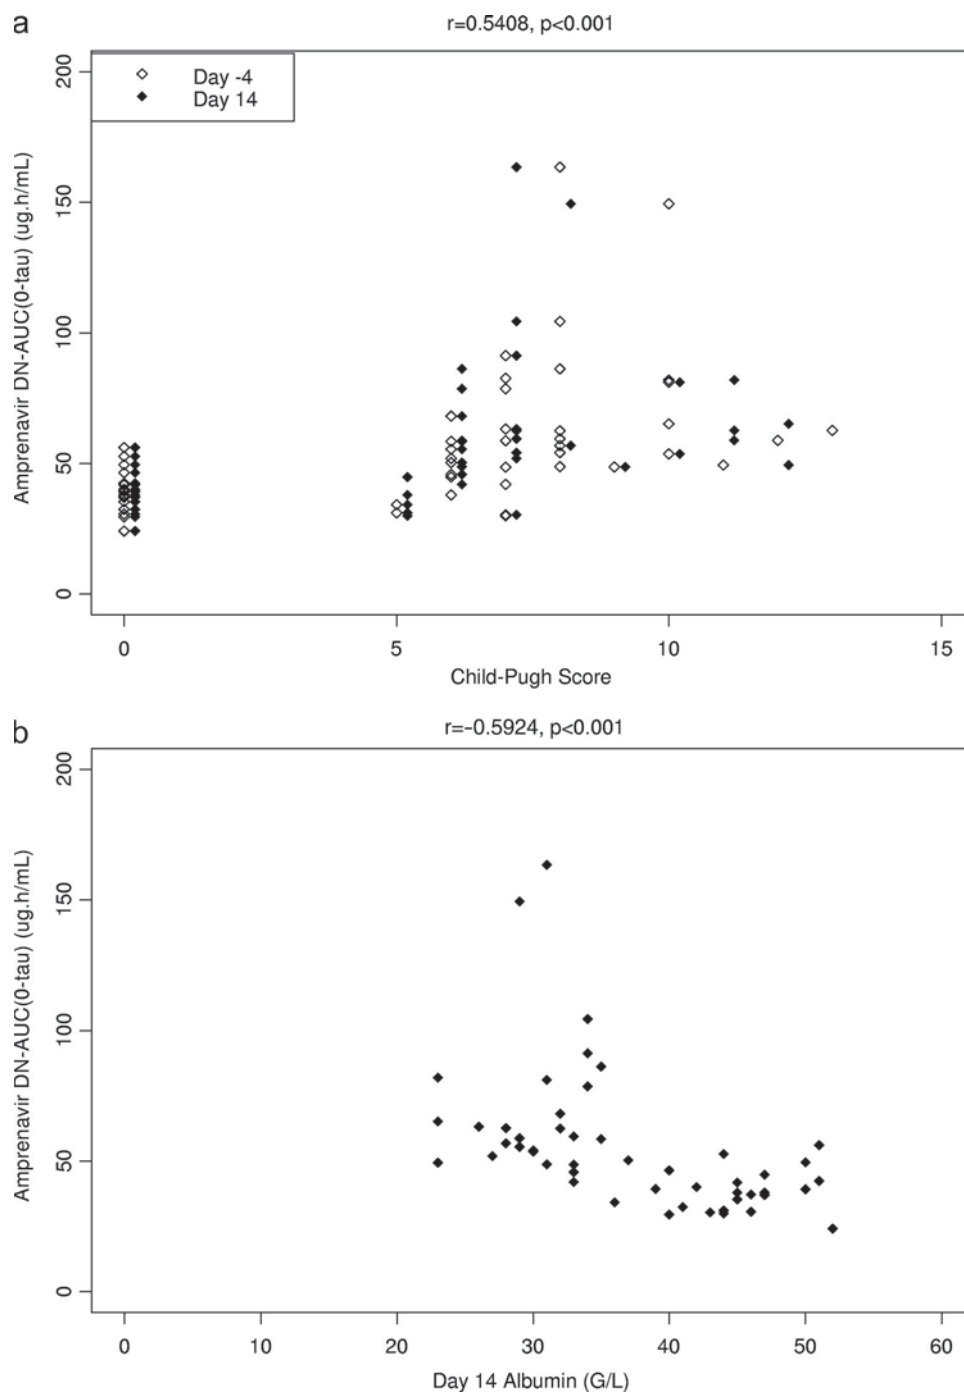 a
r=0.5408, p<0.001
Day -4
Day 14
Amprenavir DN-AUC(0-tau) (ug.h/mL)
200
150
100
50
0
0 5 10 15
Child-Pugh Score
b
r=-0.5924, p<0.001
Amprenavir DN-AUC(0-tau) (ug.h/mL)
200
150
100
50
0
0 10 20 30 40 50 60
Day 14 Albumin (G/L)